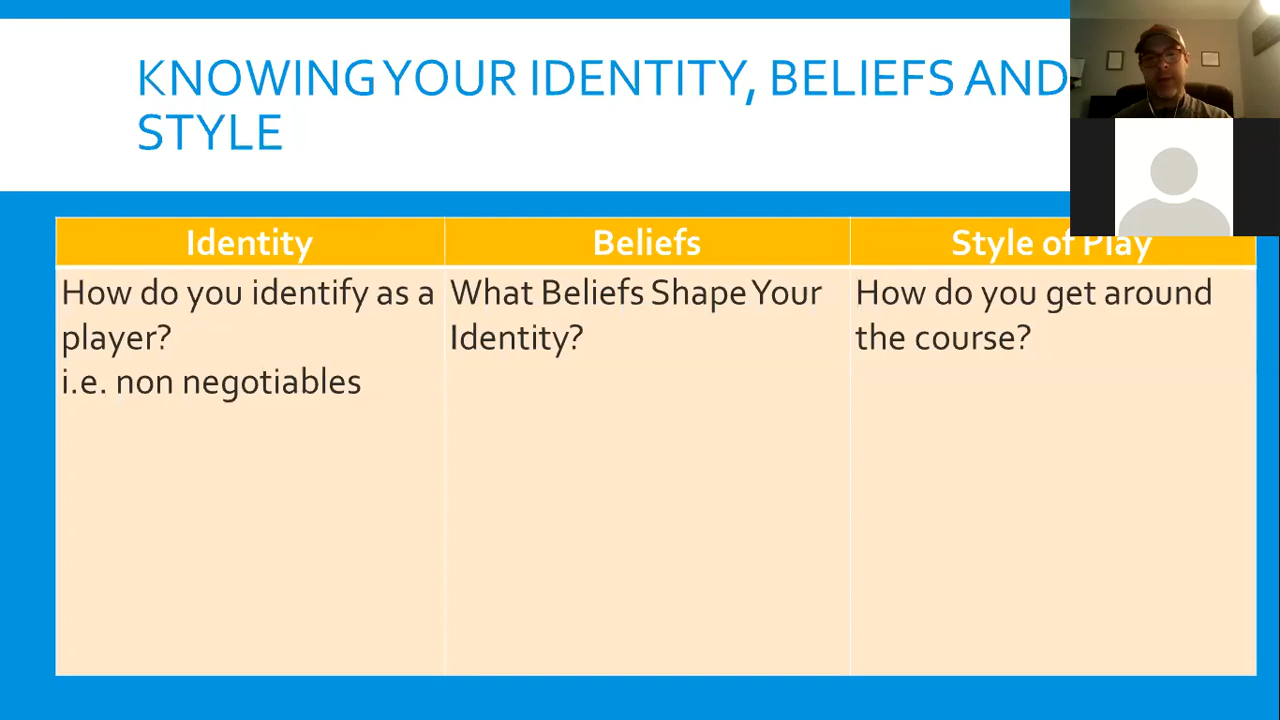 KNOWING YOUR IDENTITY, BELIEFS AND
STYLE
Identity
Beliefs
Style of Play
How do you identify as a
player?
i.e. non negotiables
What Beliefs Shape Your
Identity?
How do you get around
the course?